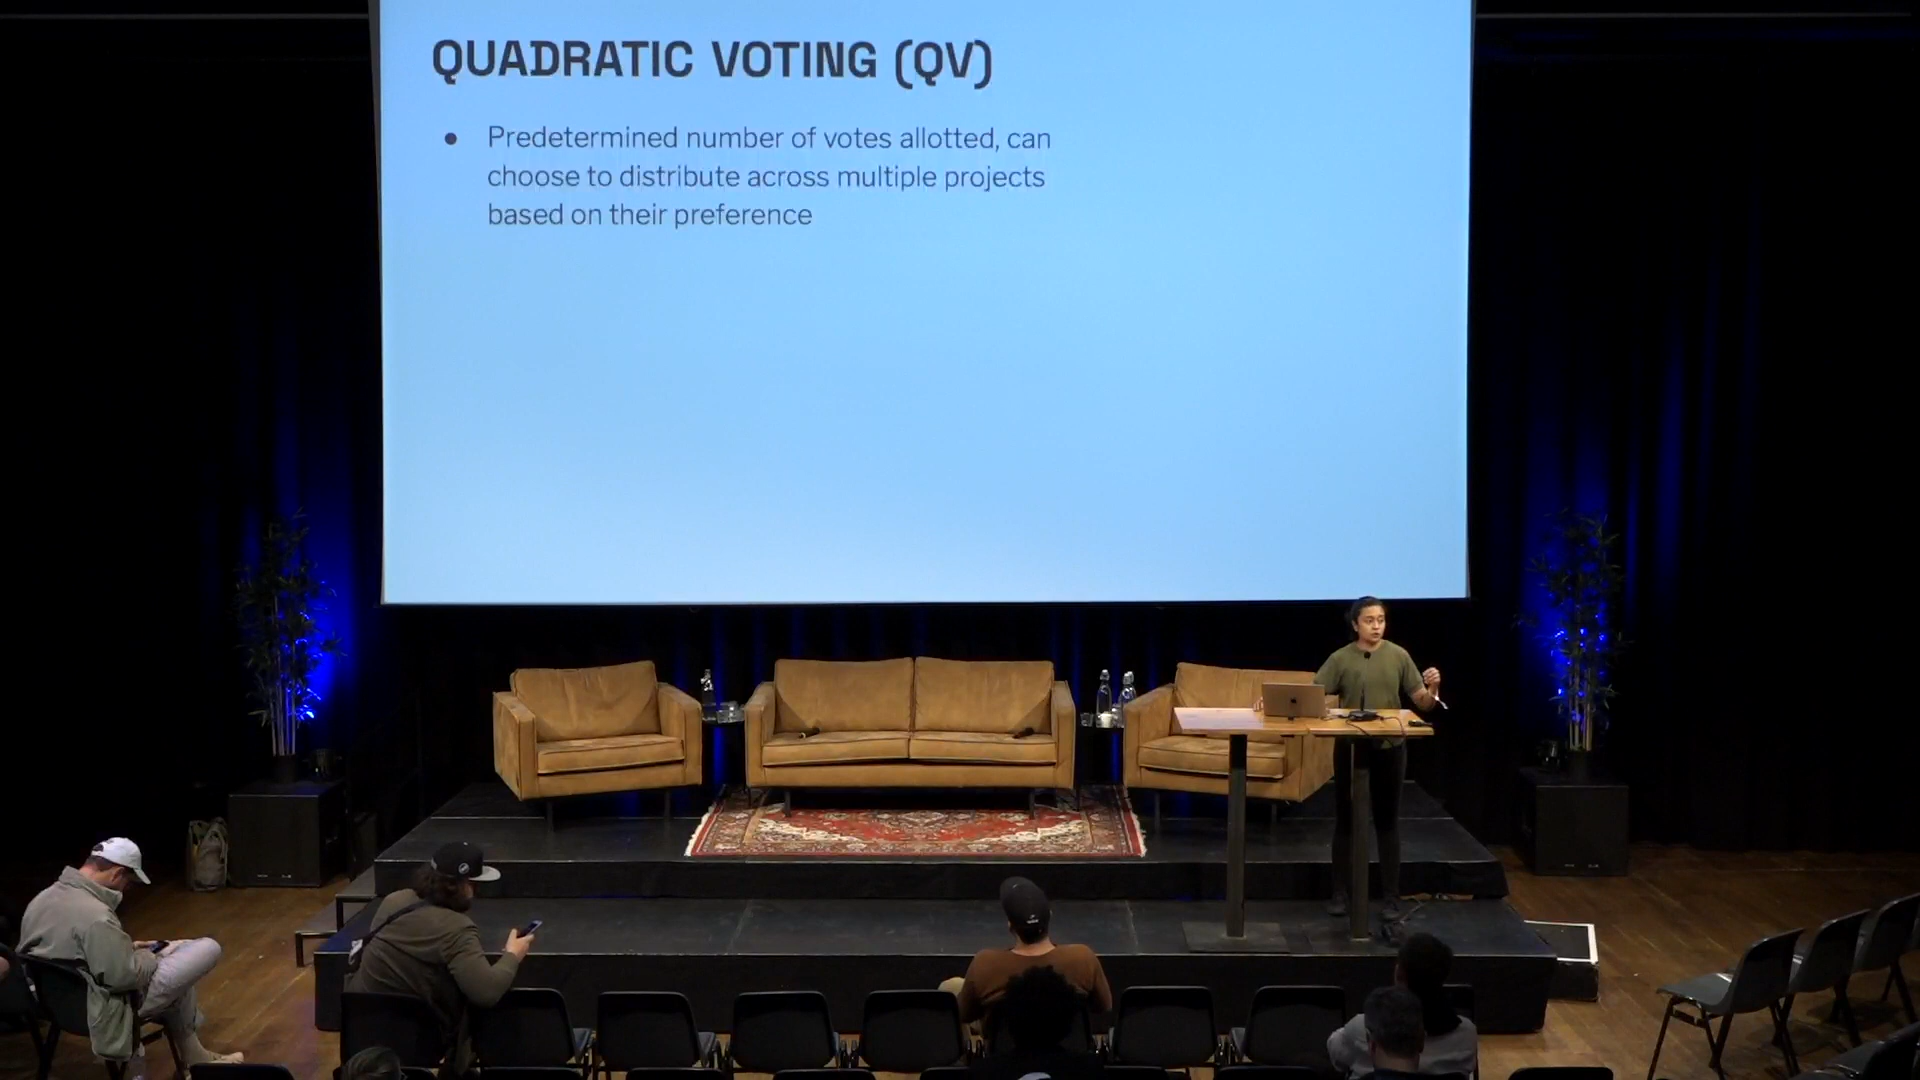 QUADRATIC VOTING (QV)
● Predetermined number of votes allotted, can
choose to distribute across multiple projects
based on their preference